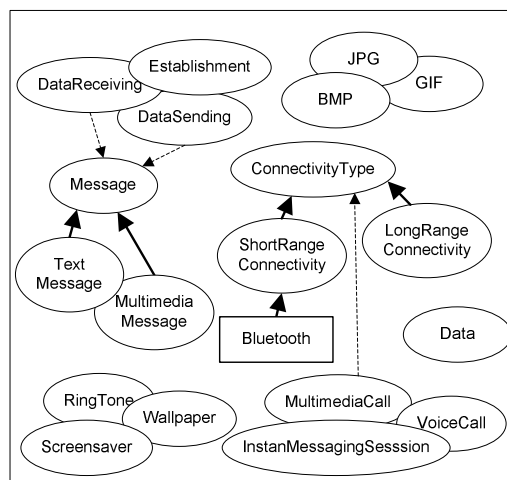 Establishment
DataReceiving
DataSending
JPG
GIF
BMP
Message
ConnectivityType
Text
Message
Multimedia
Message
ShortRange
Connectivity
LongRange
Connectivity
Bluetooth
Data
RingTone
Wallpaper
Screensaver
MultimediaCall
VoiceCall
InstanMessagingSesssion